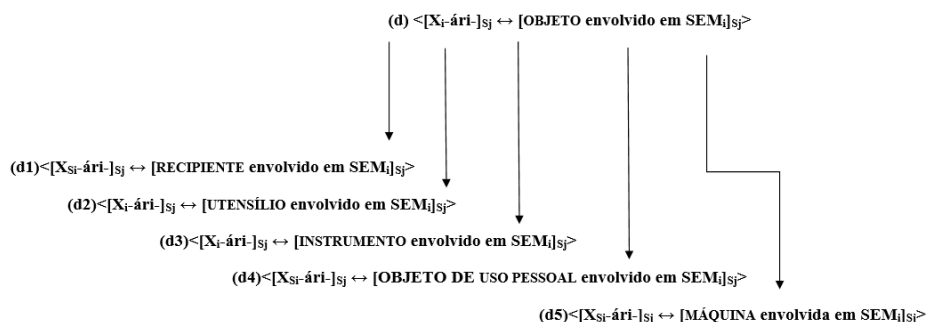 (d) <[Xi-ári-]Sj ↔ [OBJETO envolvido em SEMi]Sj>
(d1)<[XSi-ári-]Sj ↔ [RECIPIENTE envolvido em SEMi]Sj>
(d2)<[Xi-ári-]Sj ↔ [UTENSÍLIO envolvido em SEMi]Sj>
(d3)<[Xi-ári-]Sj ↔ [INSTRUMENTO envolvido em SEMi]Sj>
(d4)<[XSi-ári-]Sj ↔ [OBJETO DE USO PESSOAL envolvido em SEMi]Sj>
(d5)<[XSi-ári-]Sj ↔ [MÁQUINA envolvida em SEMi]Sj>